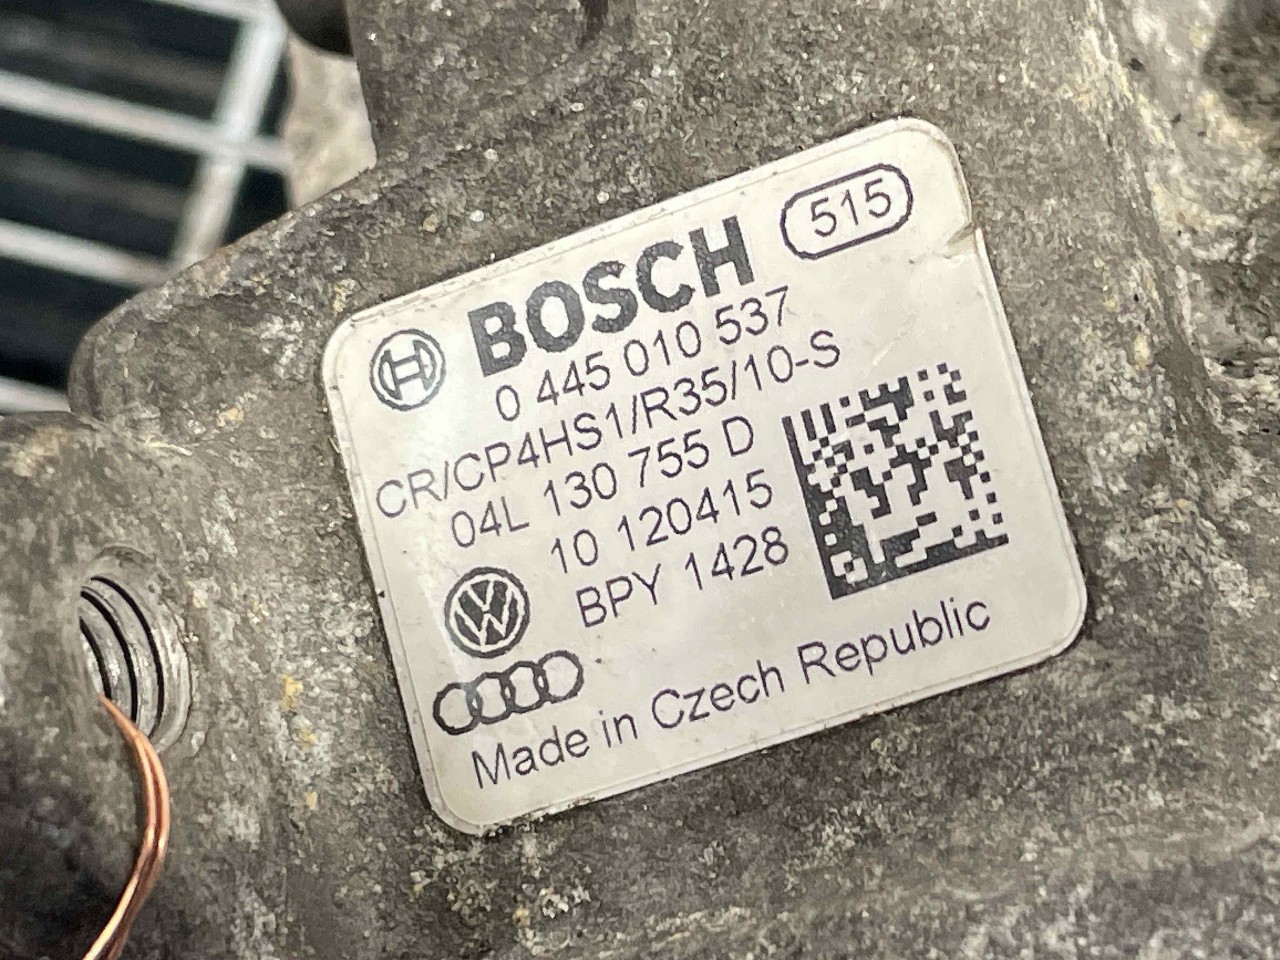 BOSCH 515
0 445 010 537
CR/CP4HS1/R35/10-S
04L 130 755 D
10 120415
BPY 1428
Made in Czech Republic